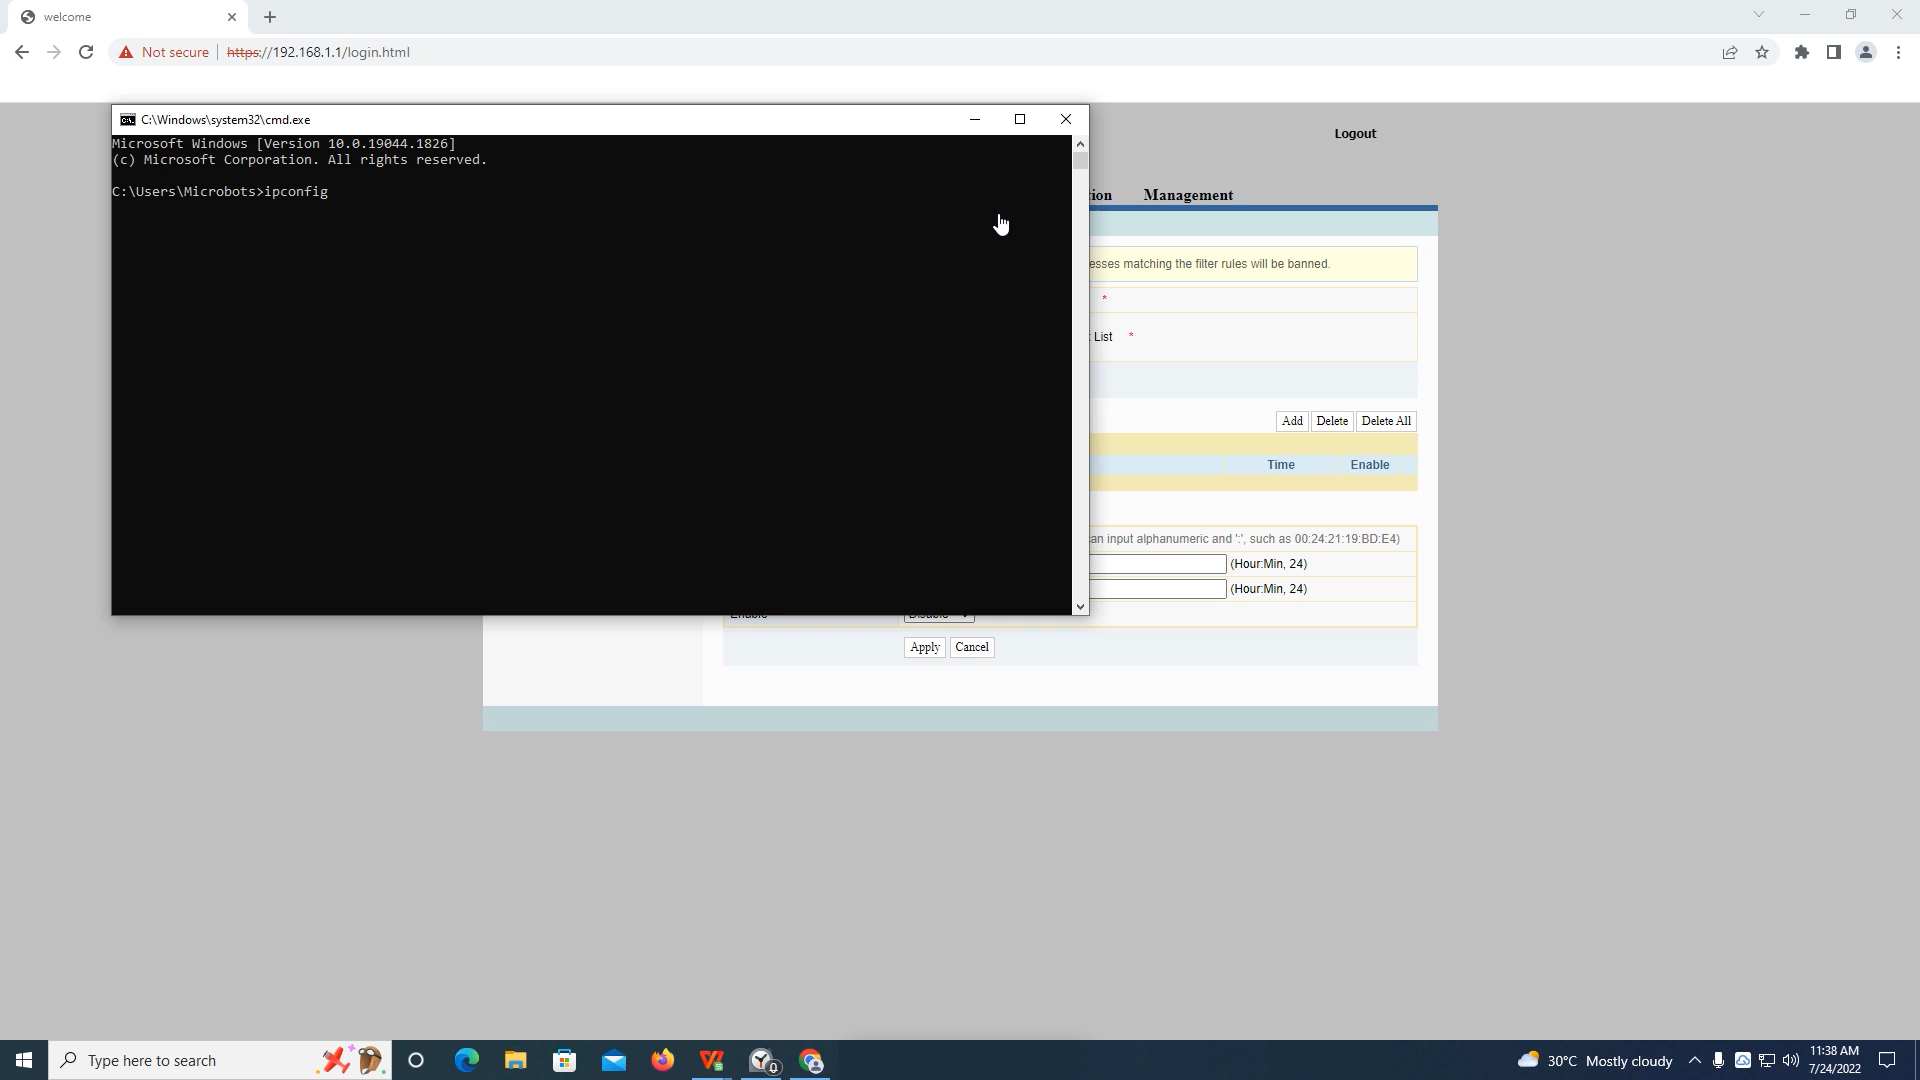 welcome
Not secure
https://192.168.1.1/login.html
C:\Windows\system32\cmd.exe
Microsoft Windows [Version 10.0.19044.1826]
(c) Microsoft Corporation. All rights reserved.
C:\Users\Microbots>ipconfig
Logout
tion Management
esses matching the filter rules will be banned.
*
List *
Add Delete Delete All
Time Enable
an input alphanumeric and ':', such as 00:24:21:19:BD:E4)
(Hour:Min, 24)
(Hour:Min, 24)
Enable Disable
Apply Cancel
Type here to search
30°C Mostly cloudy
11:38 AM
7/24/2022